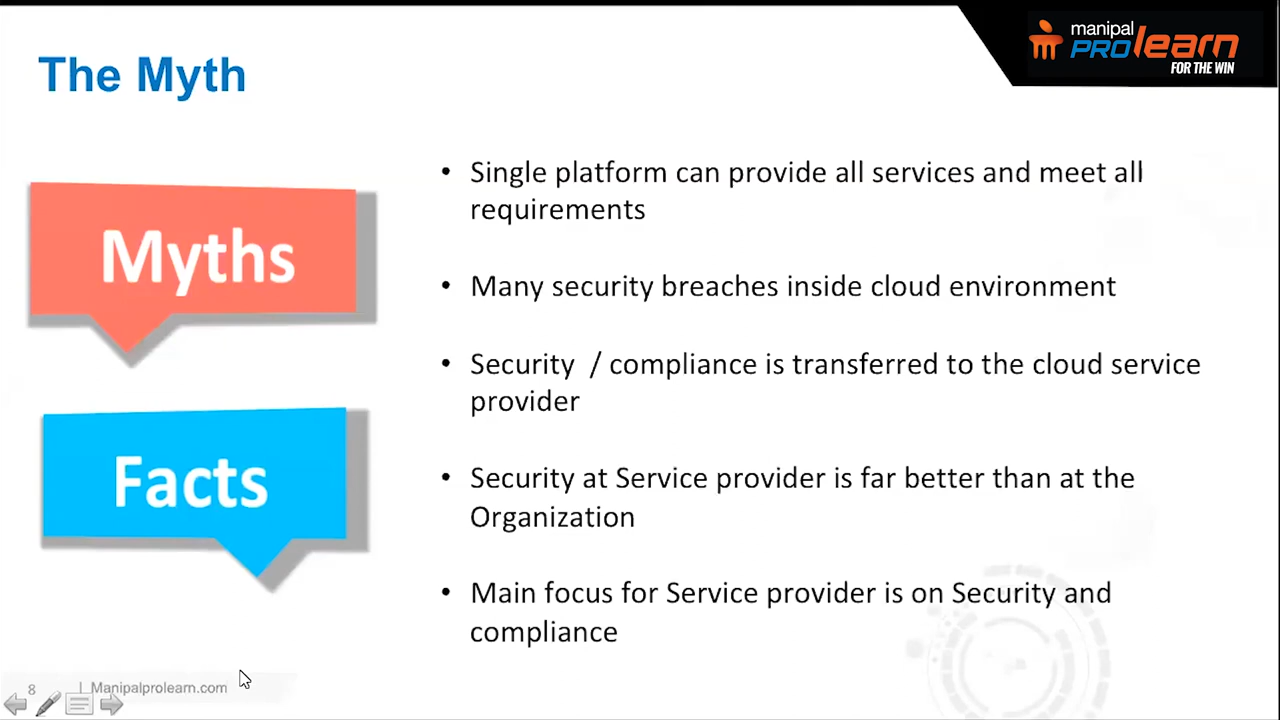 The Myth
manipal
PROlearn
FOR THE WIN
Myths
Facts
• Single platform can provide all services and meet all
requirements
• Many security breaches inside cloud environment
• Security / compliance is transferred to the cloud service
provider
• Security at Service provider is far better than at the
Organization
• Main focus for Service provider is on Security and
compliance
8 | Manipalprolearn.com